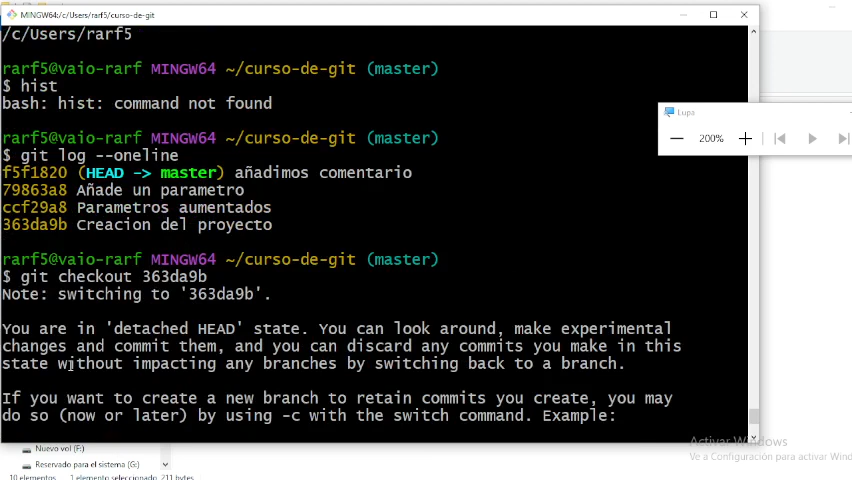 MINGW64:/c/Users/rarf5/curso-de-git
/c/Users/rarf5
rarf5@vaio-rarf MINGW64 ~/curso-de-git (master)
$ hist
bash: hist: command not found
rarf5@vaio-rarf MINGW64 ~/curso-de-git (master)
$ git log --oneline
f5f1820 (HEAD -> master) añadimos comentario
79863a8 Añade un parametro
ccf29a8 Parametros aumentados
363da9b Creacion del proyecto
rarf5@vaio-rarf MINGW64 ~/curso-de-git (master)
$ git checkout 363da9b
Note: switching to '363da9b'.
You are in 'detached HEAD' state. You can look around, make experimental
changes and commit them, and you can discard any commits you make in this
state without impacting any branches by switching back to a branch.
If you want to create a new branch to retain commits you create, you may
do so (now or later) by using -c with the switch command. Example:
Lupa
200%
Nuevo vol (F:)
Reservado para el sistema (G:)
10 elementos 1 elemento seleccionado 211 bytes
Activar Windows
Ve a Configuración para activar Wind